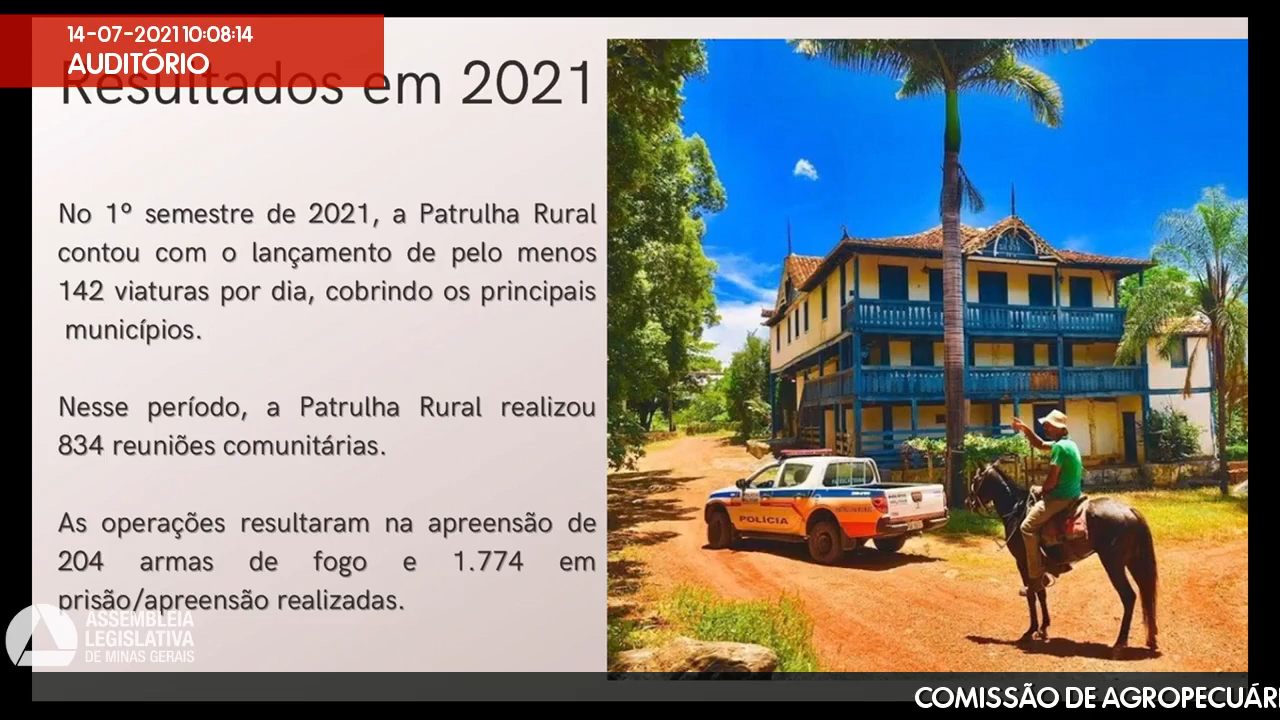 14-07-2021 10:08:14
AUDITÓRIO
Resultados em 2021
No 1º semestre de 2021, a Patrulha Rural
contou com o lançamento de pelo menos
142 viaturas por dia, cobrindo os principais
municípios.
Nesse período, a Patrulha Rural realizou
834 reuniões comunitárias.
As operações resultaram na apreensão de
204 armas de fogo e 1.774 em
prisão/apreensão realizadas.
POLÍCIA
ASSEMBLEIA
LEGISLATIVA
DE MINAS GERAIS
COMISSÃO DE AGROPECUÁR